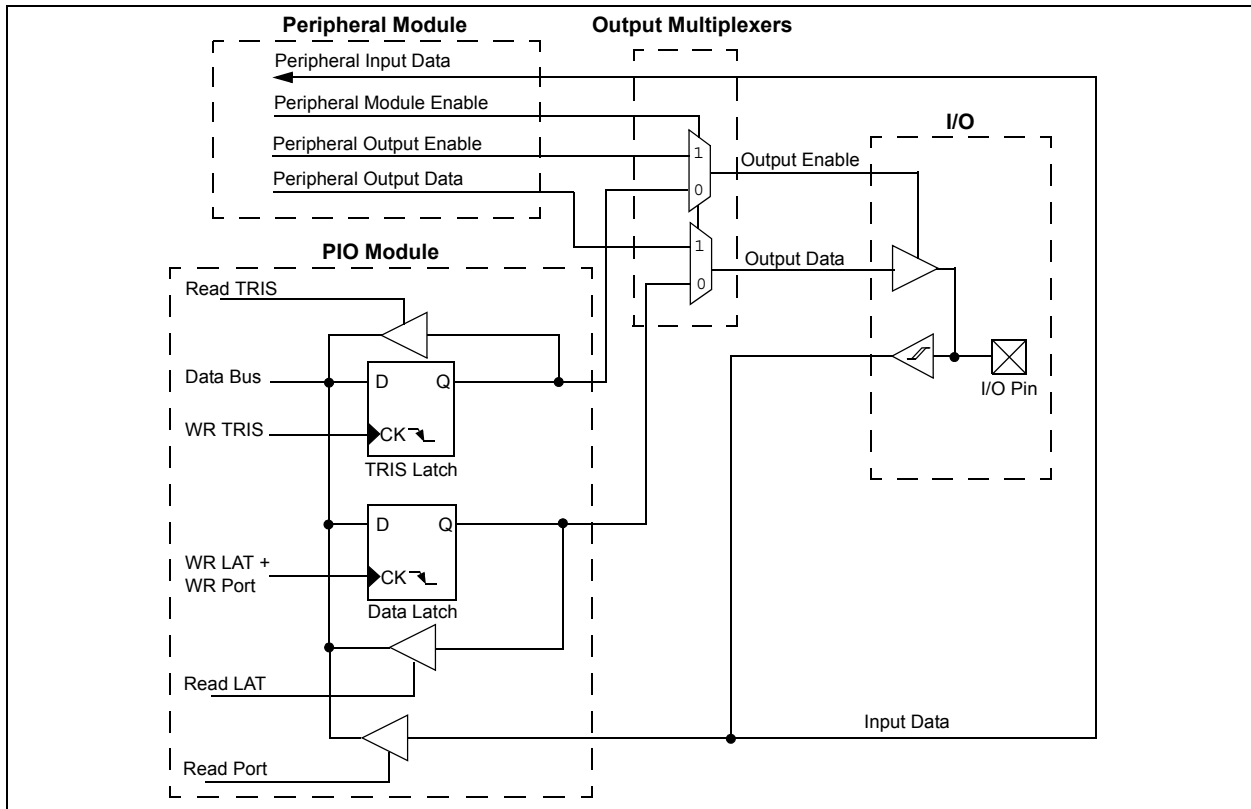 Peripheral Module
Output Multiplexers
Peripheral Input Data
Peripheral Module Enable
Peripheral Output Enable
Peripheral Output Data
1
0
Output Enable
I/O
1
0
Output Data
I/O Pin
PIO Module
Read TRIS
Data Bus
D
Q
WR TRIS
CK
TRIS Latch
D
Q
WR LAT +
WR Port
CK
Data Latch
Read LAT
Input Data
Read Port